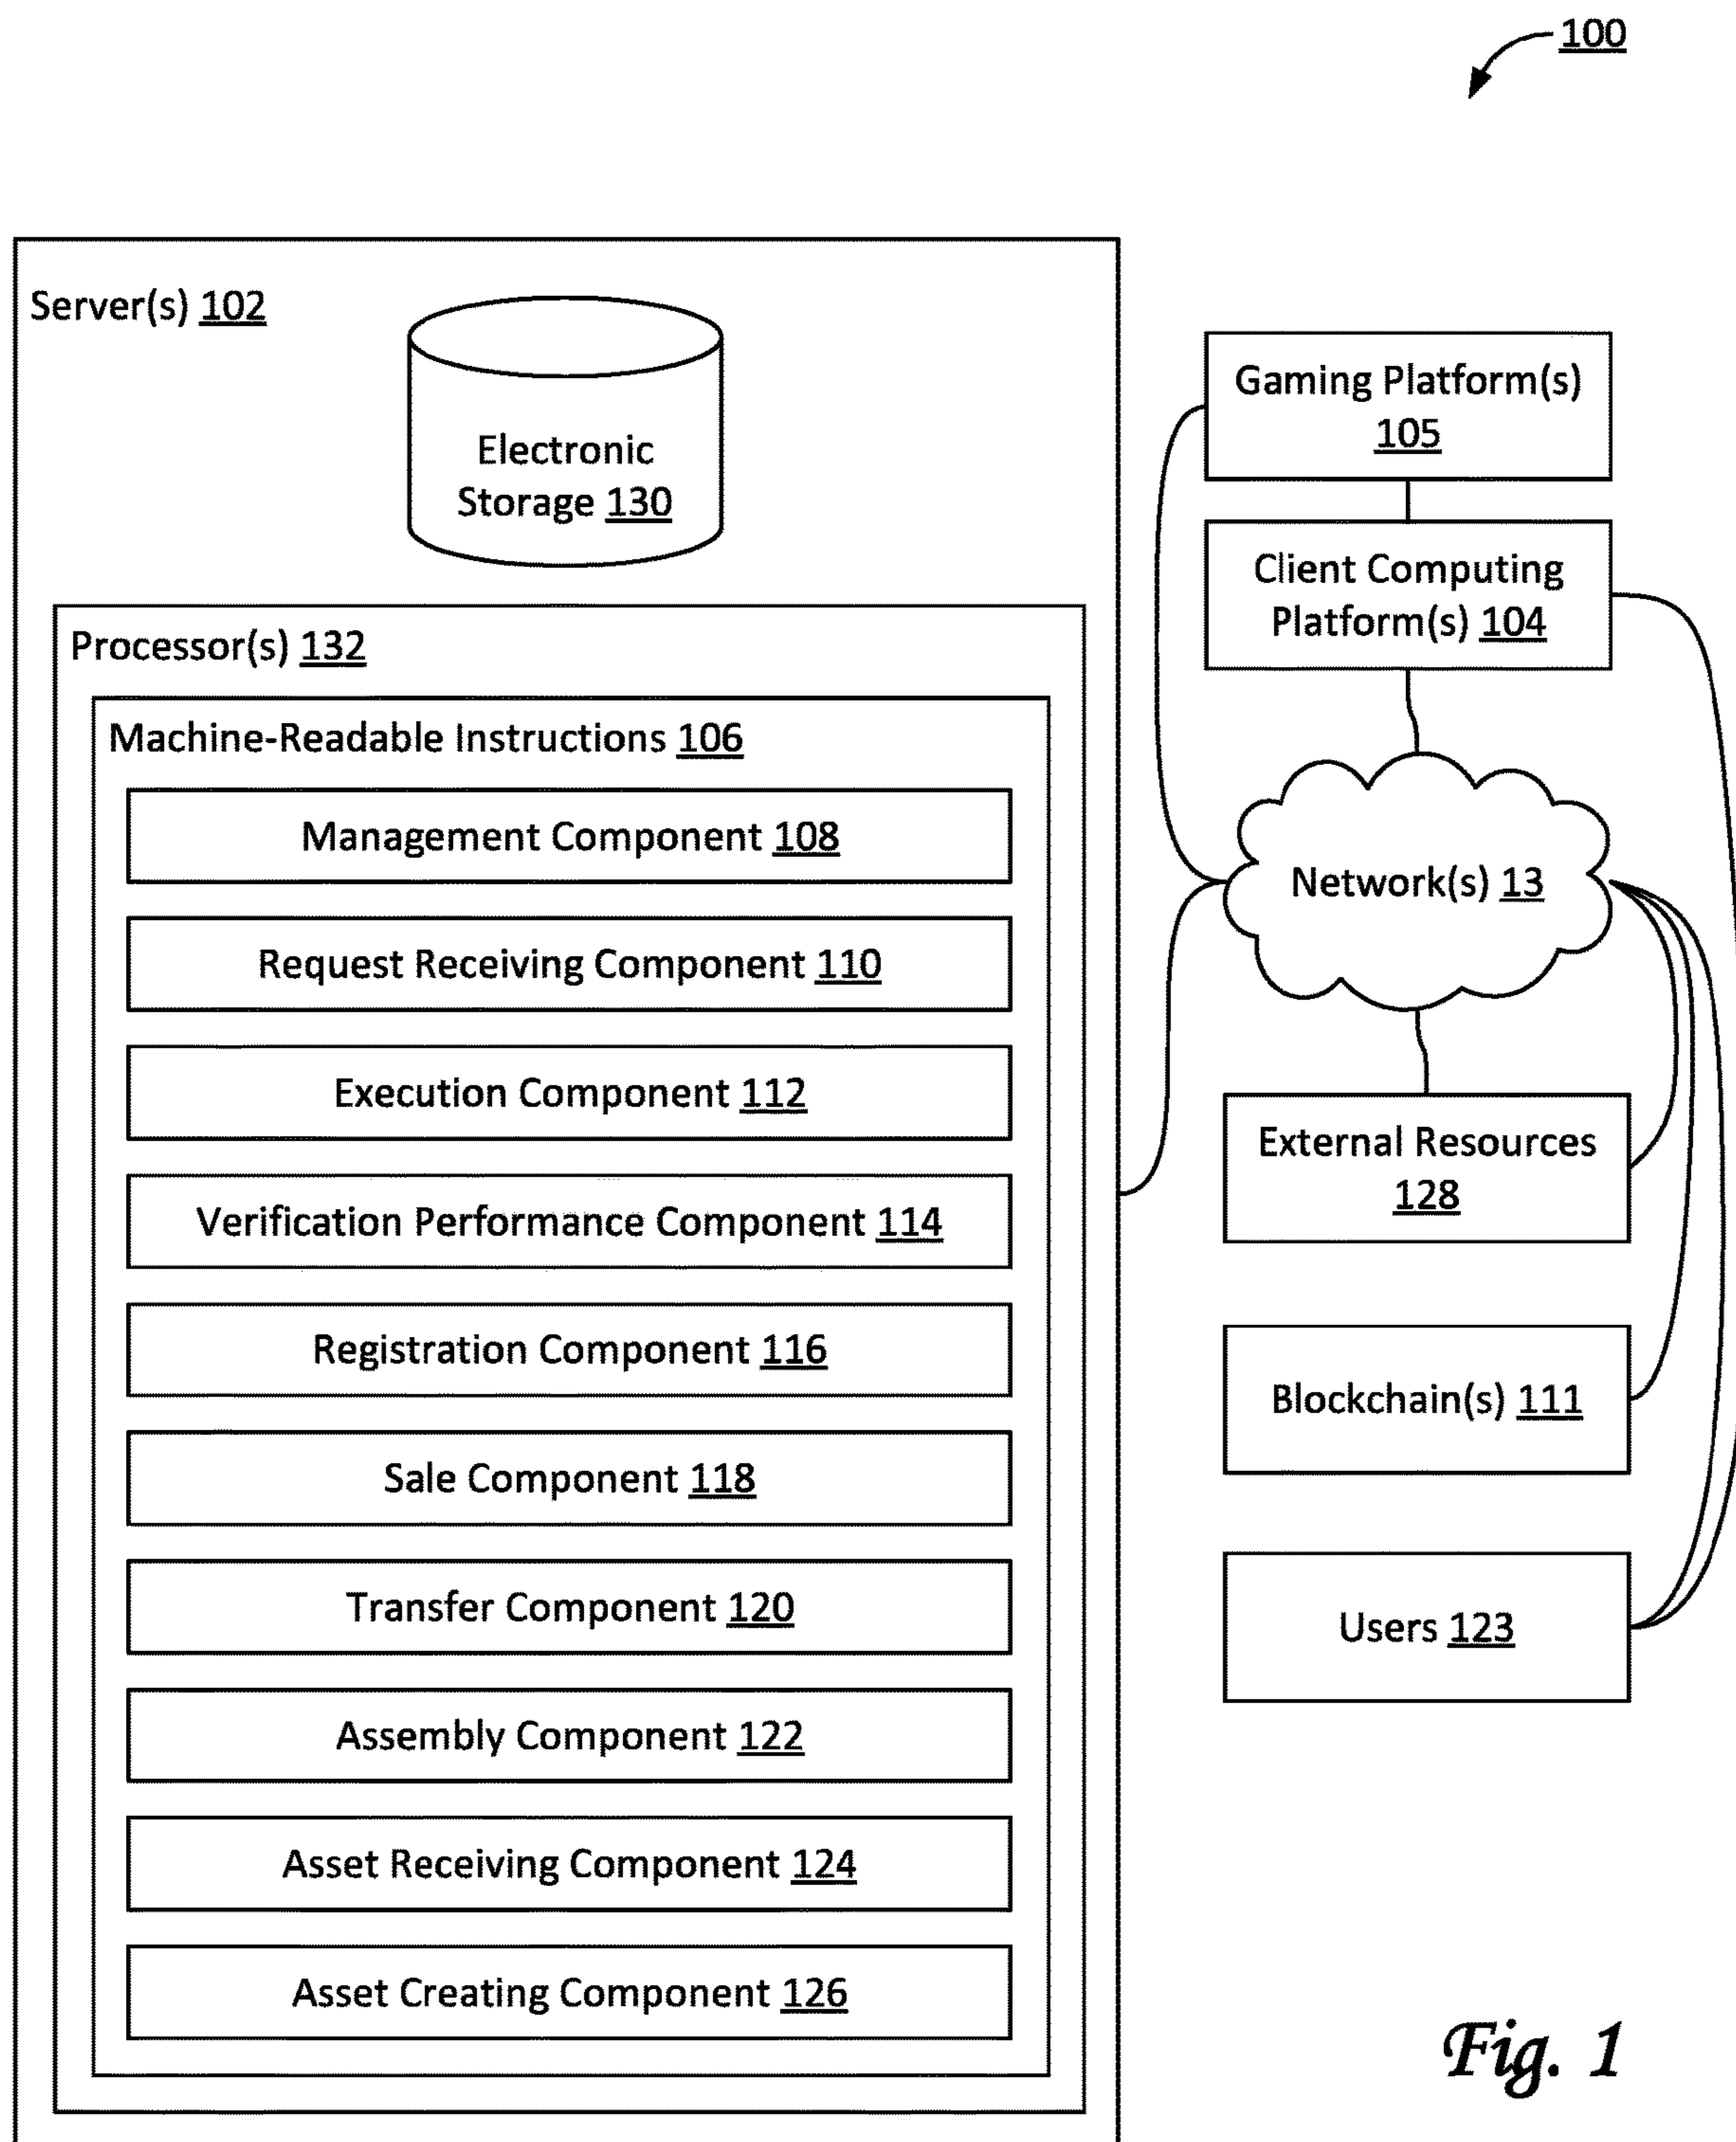 100
Server(s) 102
Electronic
Storage 130
Processor(s) 132
Machine-Readable Instructions 106
Management Component 108
Request Receiving Component 110
Execution Component 112
Verification Performance Component 114
Registration Component 116
Sale Component 118
Transfer Component 120
Assembly Component 122
Asset Receiving Component 124
Asset Creating Component 126
Gaming Platform(s)
105
Client Computing
Platform(s) 104
Network(s) 13
External Resources
128
Blockchain(s) 111
Users 123
Fig. 1